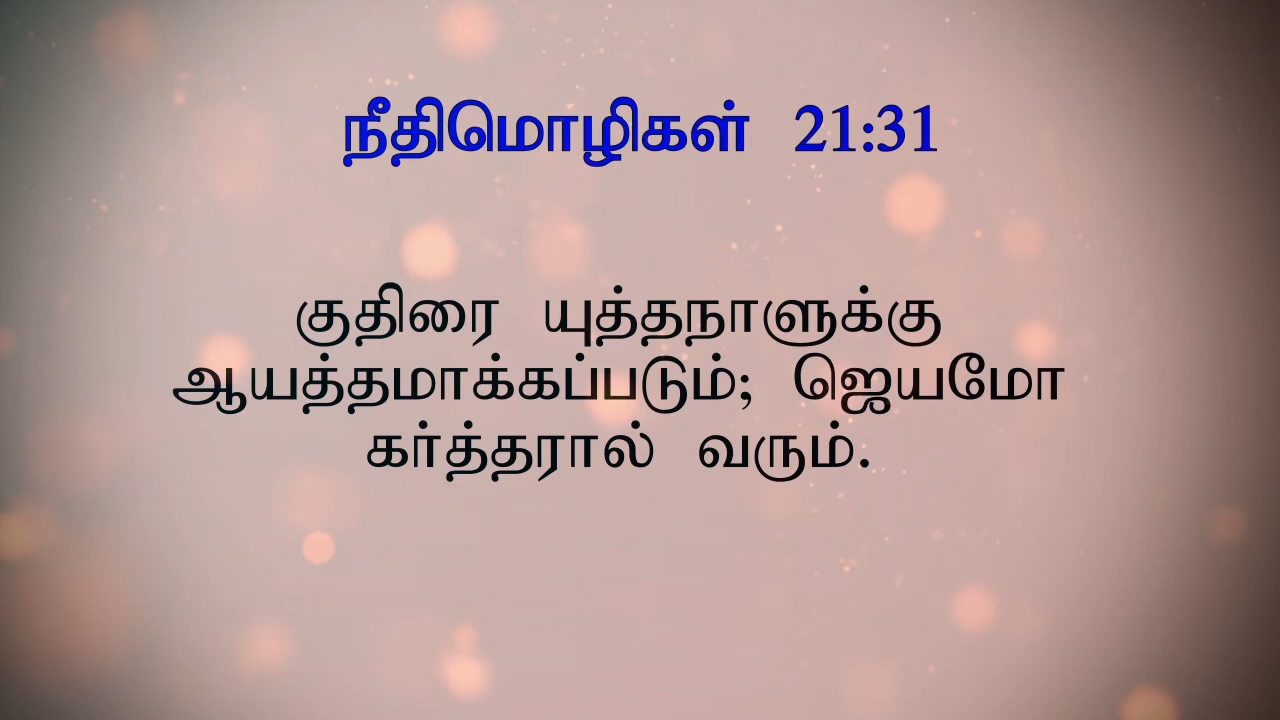 நீதிமொழிகள் 21:31
குதிரை யுத்தநாளுக்கு
ஆயத்தமாக்கப்படும்; ஜெயமோ
கர்த்தரால் வரும்.